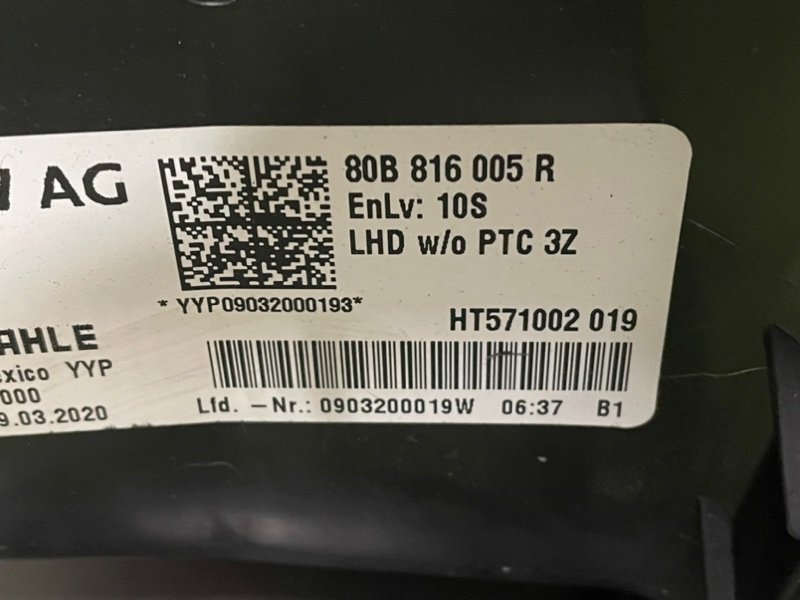 AG
80B 816 005 R
EnLv: 10S
LHD w/o PTC 3Z
*YYP09032000193*
HT571002 019
AHLE
xico YYP
000
9.03.2020
Lfd. -Nr.: 0903200019W 06:37 B1